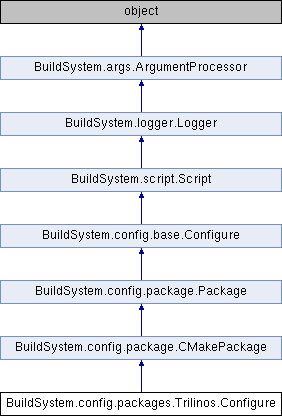 object
BuildSystem.args.ArgumentProcessor
BuildSystem.logger.Logger
BuildSystem.script.Script
BuildSystem.config.base.Configure
BuildSystem.config.package.Package
BuildSystem.config.package.CMakePackage
BuildSystem.config.packages.Trilinos.Configure